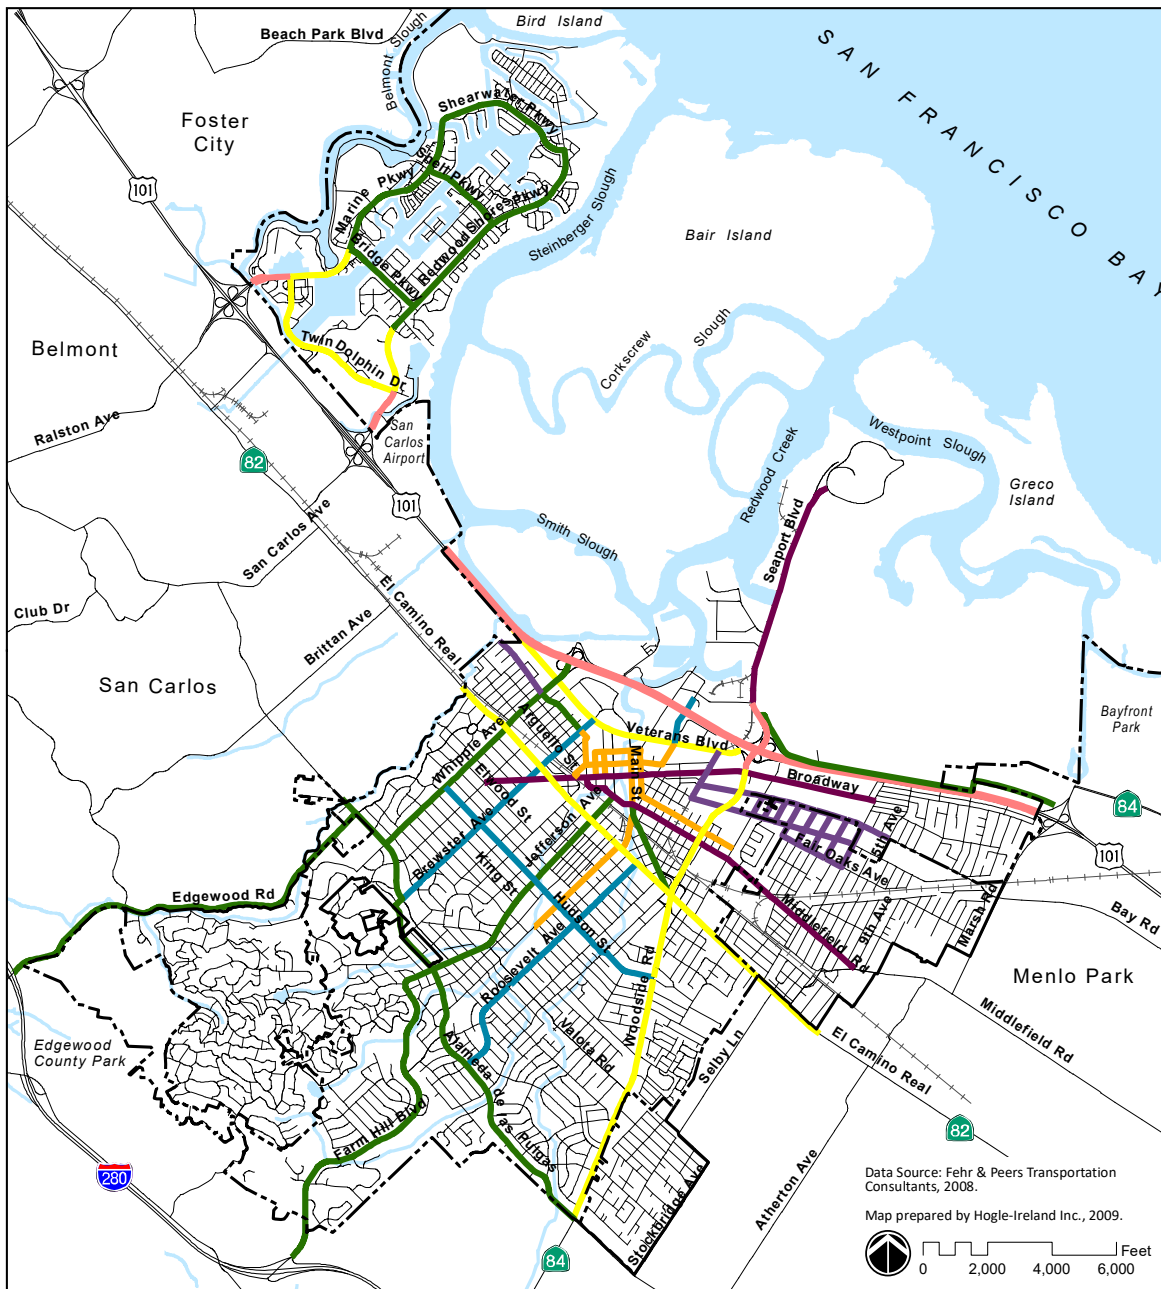 Bird Island
Beach Park Blvd
Belmont Slough
SAN FRANCISCO BAY
Foster
City
Shearwater Pkwy
101
Shell Pkwy
Marine Pkwy
Redwood Shores Pkwy
Bridge Pkwy
Steinberger Slough
Bair Island
Belmont
Twin Dolphin Dr
Corkscrew Slough
Ralston Ave
San
Carlos
Airport
82
Westpoint Slough
Redwood Creek
Greco
Island
101
San Carlos Ave
Smith Slough
Seaport Blvd
Club Dr
El Camino Real
Brittan Ave
San Carlos
Bayfront
Park
Whipple Ave
Arguello St
Veterans Blvd
Main St
Broadway
84
Elwood St
Jefferson Ave
Brewster Ave
King St
Fair Oaks Ave
5th Ave
101
Edgewood Rd
Hudson St
Middlefield Rd
9th Ave
Marsh Rd
Bay Rd
Roosevelt Ave
Woodside Rd
Menlo Park
Middlefield Rd
Edgewood
County Park
Valota Rd
Selby Ln
El Camino Real
Alameda de las Pulgas
Farm Hill Blvd
82
280
Stockbridge Ave
Atherton Ave
84
Data Source: Fehr & Peers Transportation
Consultants, 2008.
Map prepared by Hogle-Ireland Inc., 2009.
Feet
0 2,000 4,000 6,000